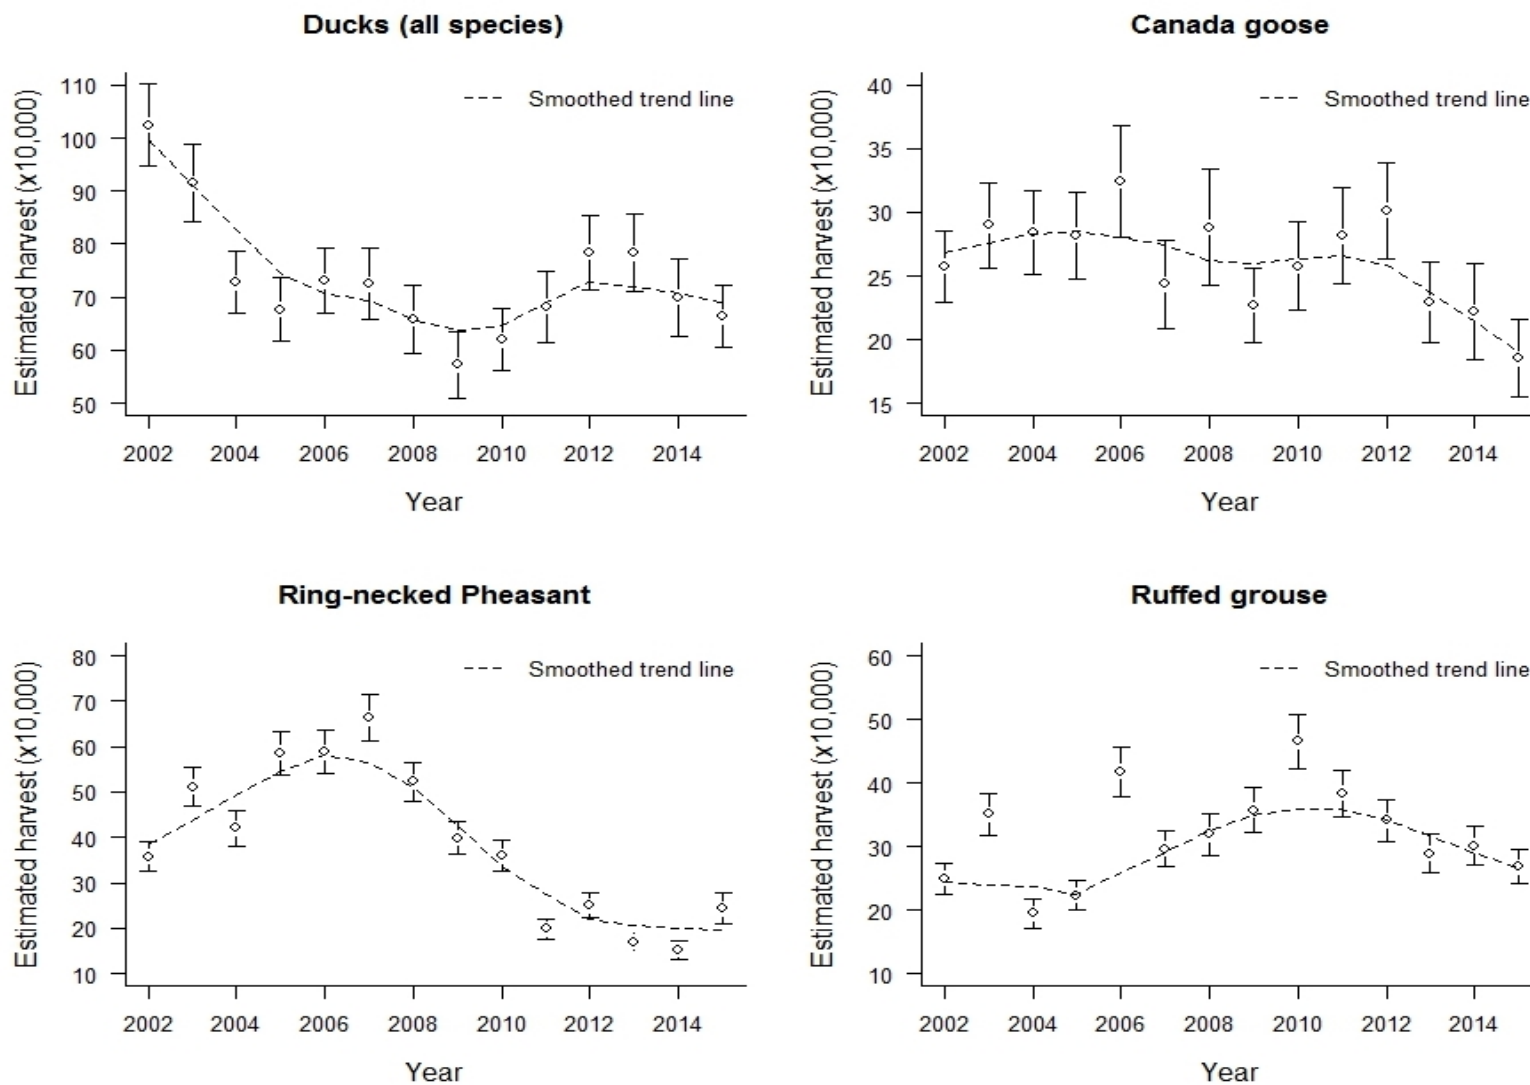 Ducks (all species)
Smoothed trend line
Estimated harvest (x10,000)
110
100
90
80
70
60
50
2002 2004 2006 2008 2010 2012 2014
Year
Canada goose
Smoothed trend line
Estimated harvest (x10,000)
40
35
30
25
20
15
2002 2004 2006 2008 2010 2012 2014
Year
Ring-necked Pheasant
Smoothed trend line
Estimated harvest (x10,000)
80
70
60
50
40
30
20
10
2002 2004 2006 2008 2010 2012 2014
Year
Ruffed grouse
Smoothed trend line
Estimated harvest (x10,000)
60
50
40
30
20
10
2002 2004 2006 2008 2010 2012 2014
Year